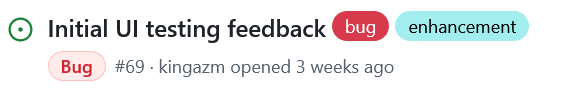 Initial UI testing feedback bug enhancement
Bug #69 · kingazm opened 3 weeks ago